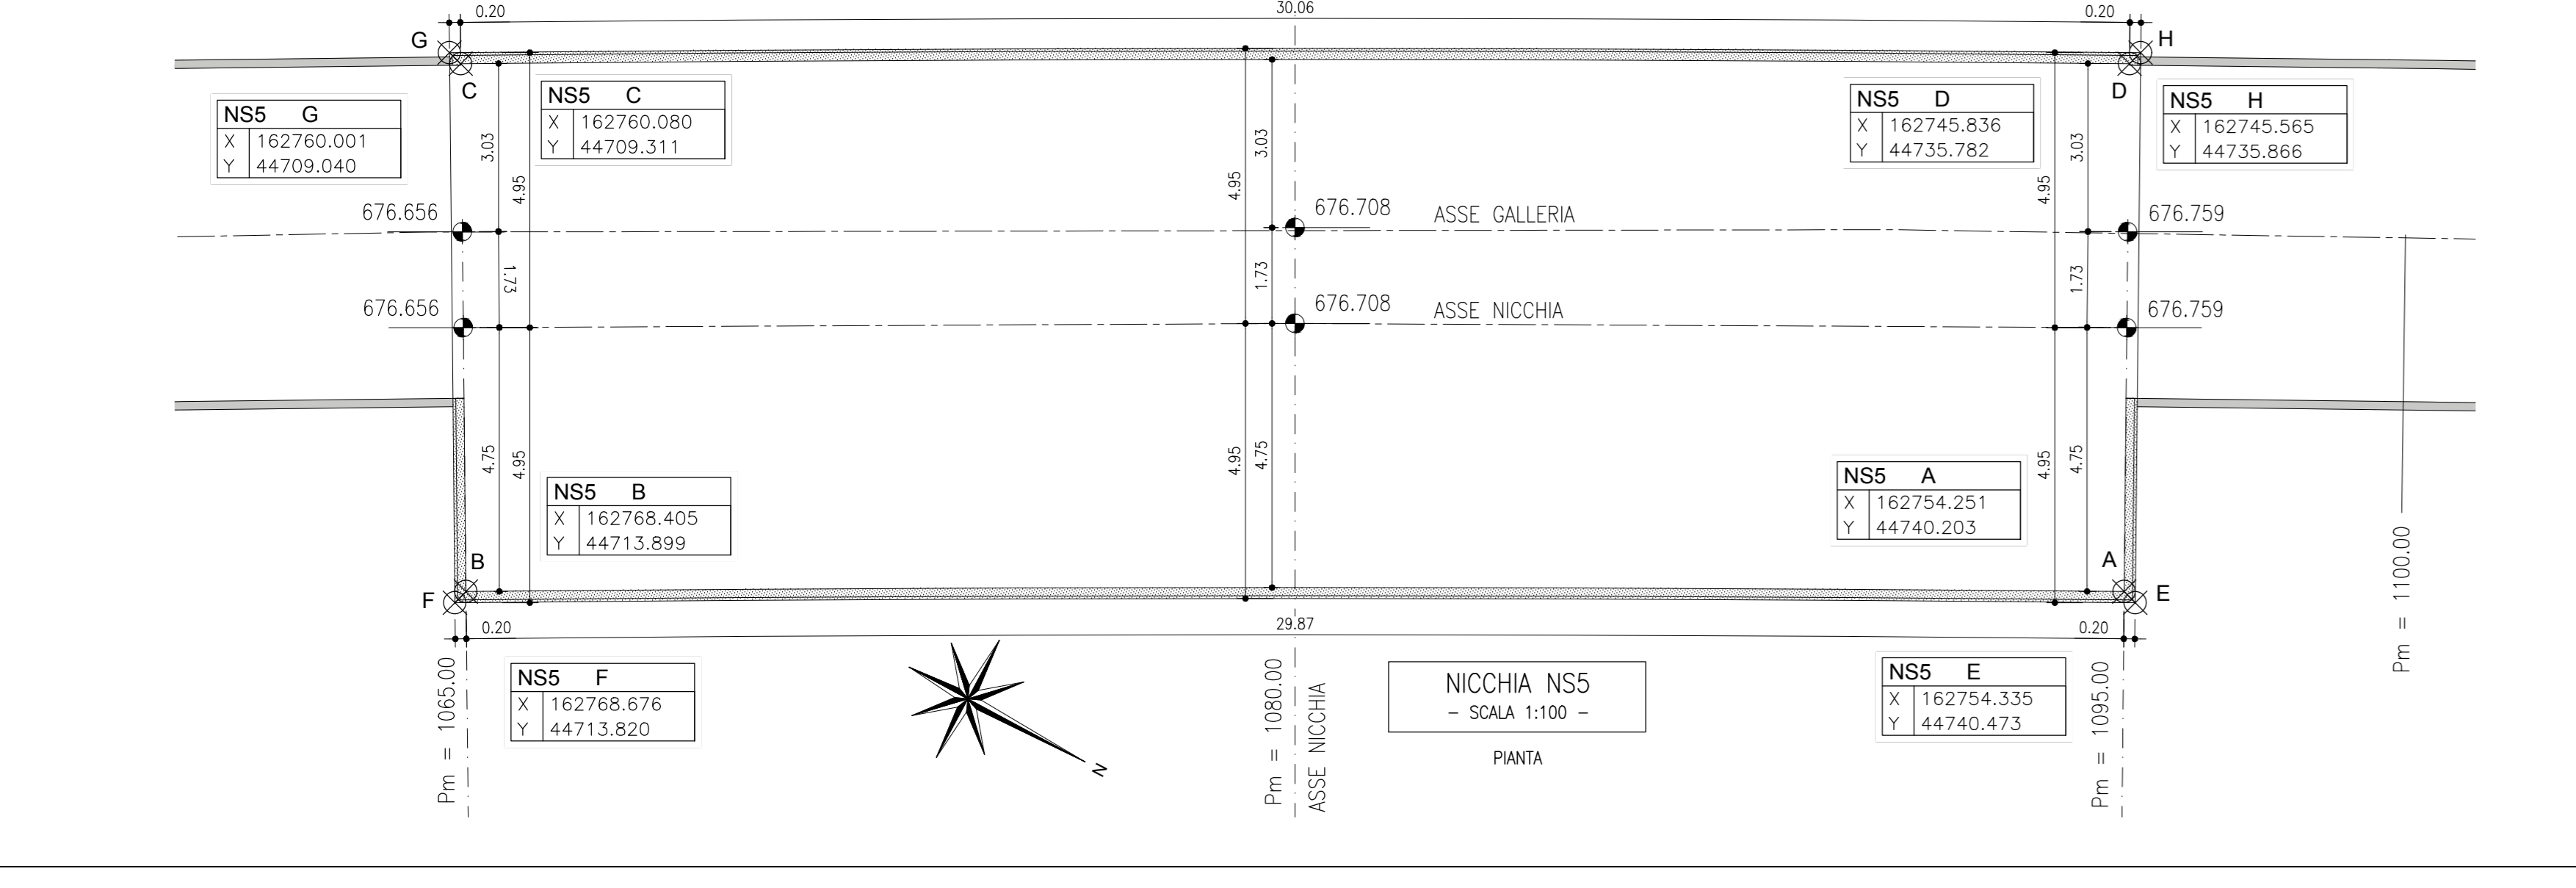 0.20
30.06
0.20
G
H
C
D
NS5 G
X 162760.001
Y 44709.040
NS5 C
X 162760.080
Y 44709.311
NS5 D
X 162745.836
Y 44735.782
NS5 H
X 162745.565
Y 44735.866
3.03
4.95
4.95
3.03
4.95
3.03
676.656
676.708
ASSE GALLERIA
676.759
1.73
1.73
1.73
676.656
676.708
ASSE NICCHIA
676.759
4.75
4.95
4.95
4.75
4.95
4.75
NS5 B
X 162768.405
Y 44713.899
NS5 A
X 162754.251
Y 44740.203
B
F
A
E
0.20
29.87
0.20
NS5 F
X 162768.676
Y 44713.820
NS5 E
X 162754.335
Y 44740.473
Pm = 1065.00
Pm = 1080.00
ASSE NICCHIA
Pm = 1095.00
Pm = 1100.00
N
NICCHIA NS5
– SCALA 1:100 –
PIANTA